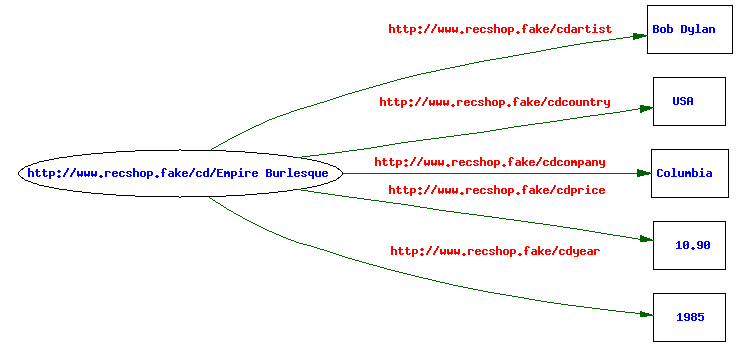 http://www.recshop.fake/cdartist
Bob Dylan
http://www.recshop.fake/cdcountry
USA
http://www.recshop.fake/cdcompany
http://www.recshop.fake/cd/Empire Burlesque
Columbia
http://www.recshop.fake/cdprice
10.90
http://www.recshop.fake/cdyear
1985